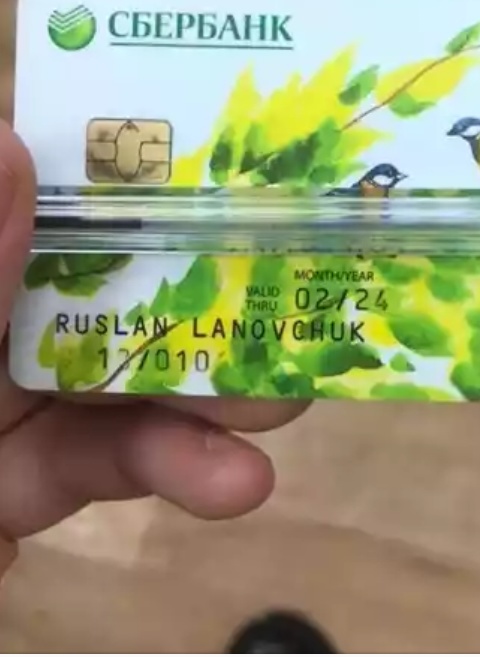 СБЕРБАНК
MONTH/YEAR
VALID THRU 02/24
RUSLAN LANOVCHUK